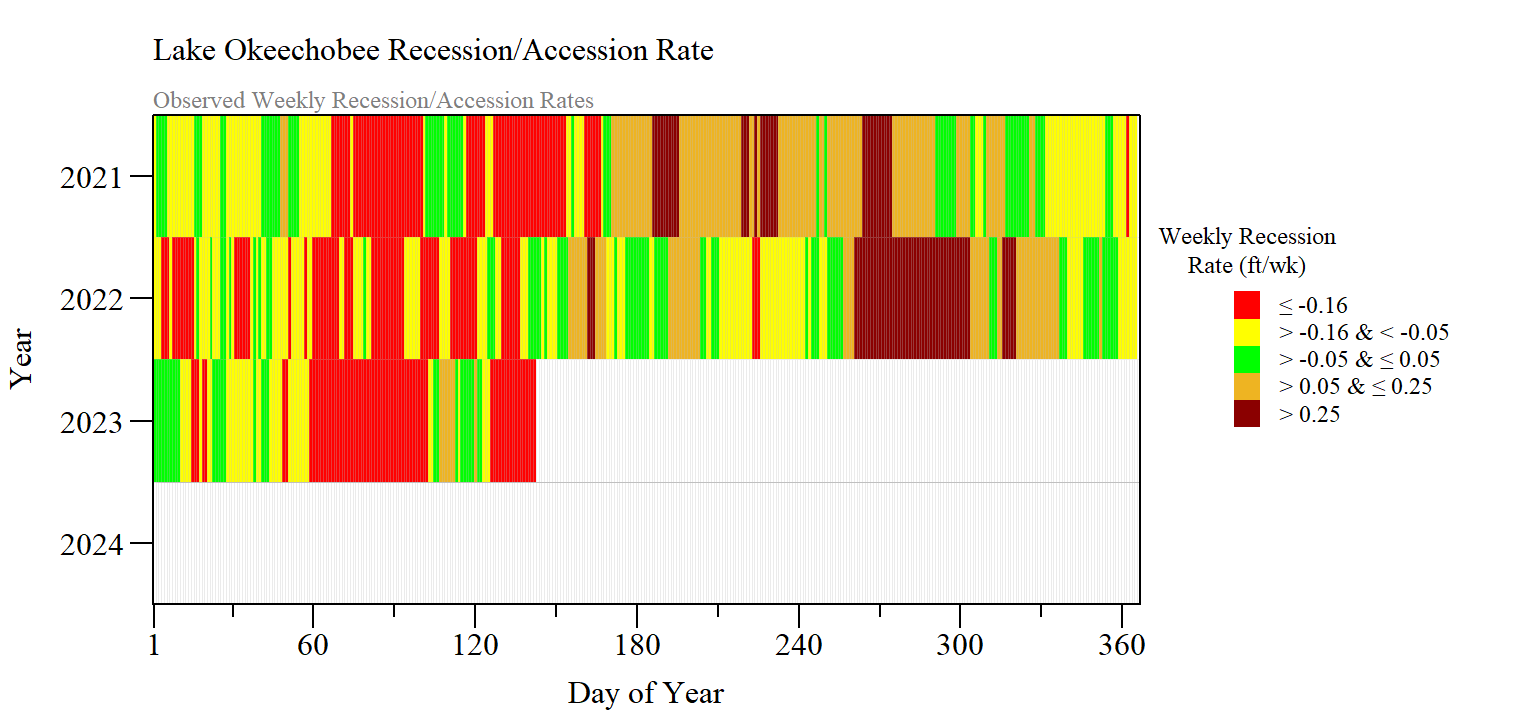 Lake Okeechobee Recession/Accession Rate
Observed Weekly Recession/Accession Rates
Year
2021
2022
2023
2024
1 60 120 180 240 300 360
Day of Year
Weekly Recession
Rate (ft/wk)
≤ -0.16
> -0.16 & < -0.05
> -0.05 & ≤ 0.05
> 0.05 & ≤ 0.25
> 0.25